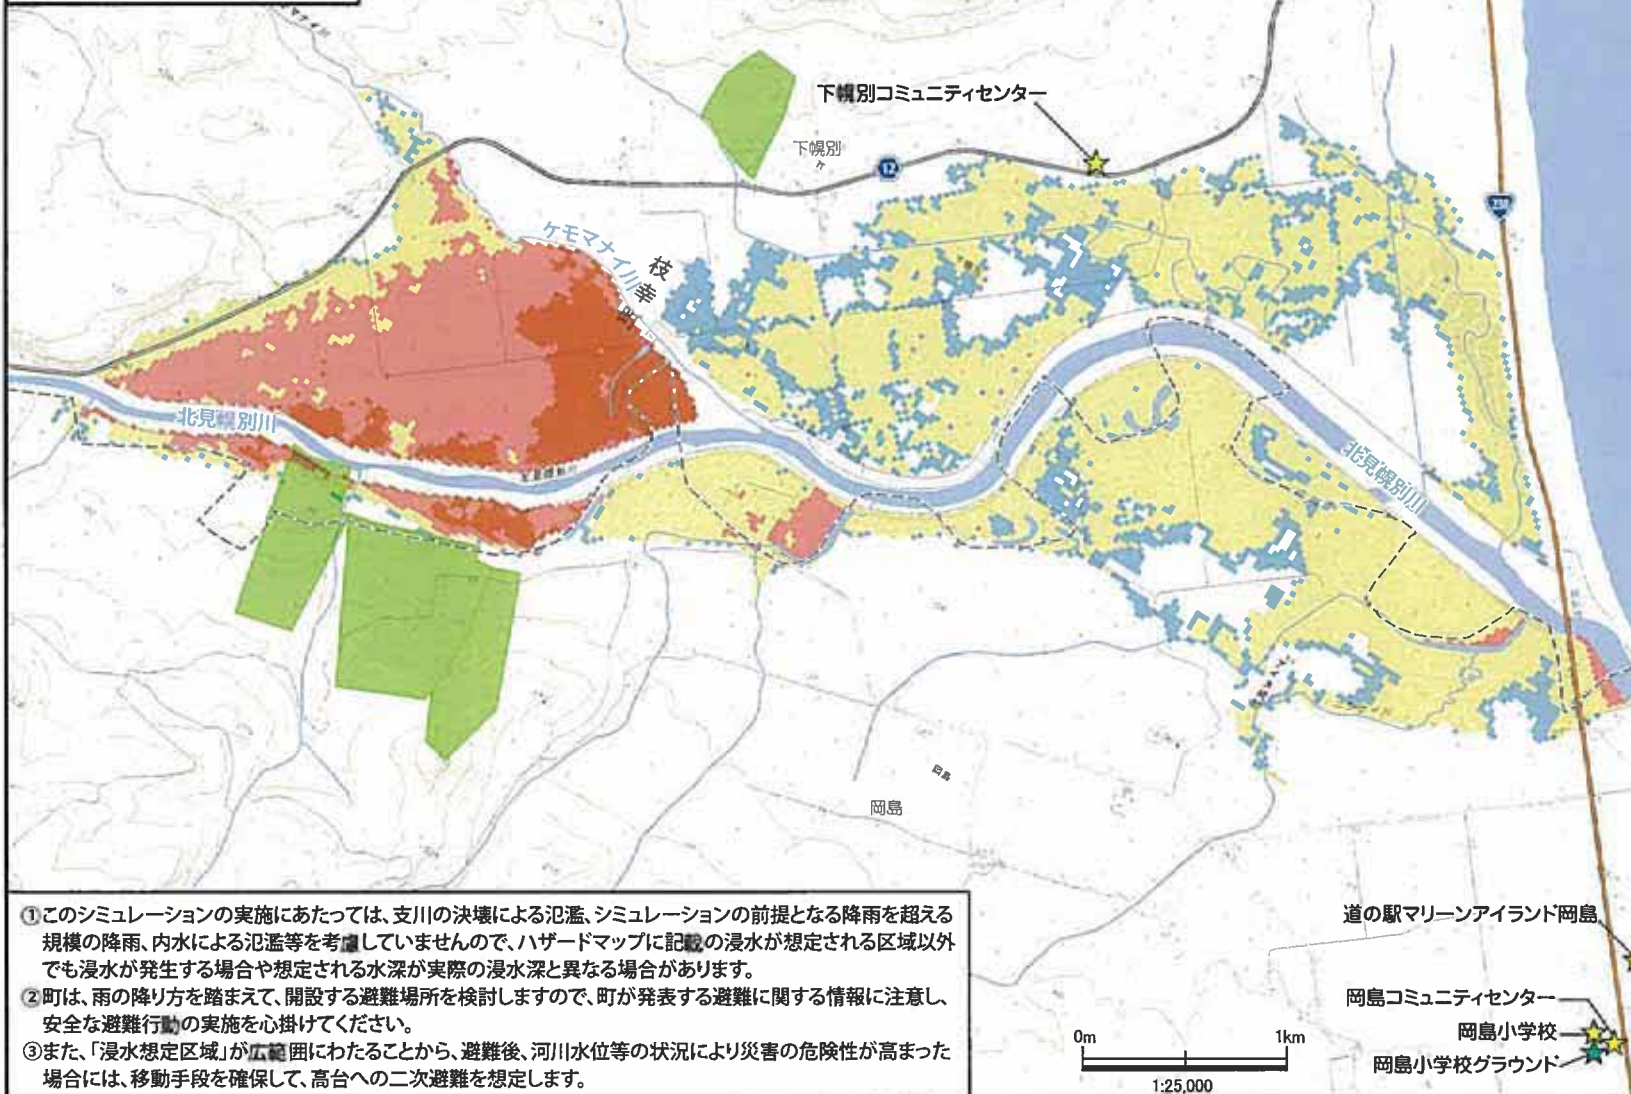 下幌別コミュニティセンター
下幌別
12
238
ケモマナイ川
枝幸町
北見幌別川
北見幌別川
岡島
岡島
①このシミュレーションの実施にあたっては、支川の決壊による氾濫、シミュレーションの前提となる降雨を超える
規模の降雨、内水による氾濫等を考慮していませんので、ハザードマップに記載の浸水が想定される区域以外
でも浸水が発生する場合や想定される水深が実際の浸水深と異なる場合があります。
②町は、雨の降り方を踏まえて、開設する避難場所を検討しますので、町が発表する避難に関する情報に注意し、
安全な避難行動の実施を心掛けてください。
③また、「浸水想定区域」が広範囲にわたることから、避難後、河川水位等の状況により災害の危険性が高まった
場合には、移動手段を確保して、高台への二次避難を想定します。
道の駅マリーンアイランド岡島
岡島コミュニティセンター
岡島小学校
岡島小学校グラウンド
0m 1km
1:25,000